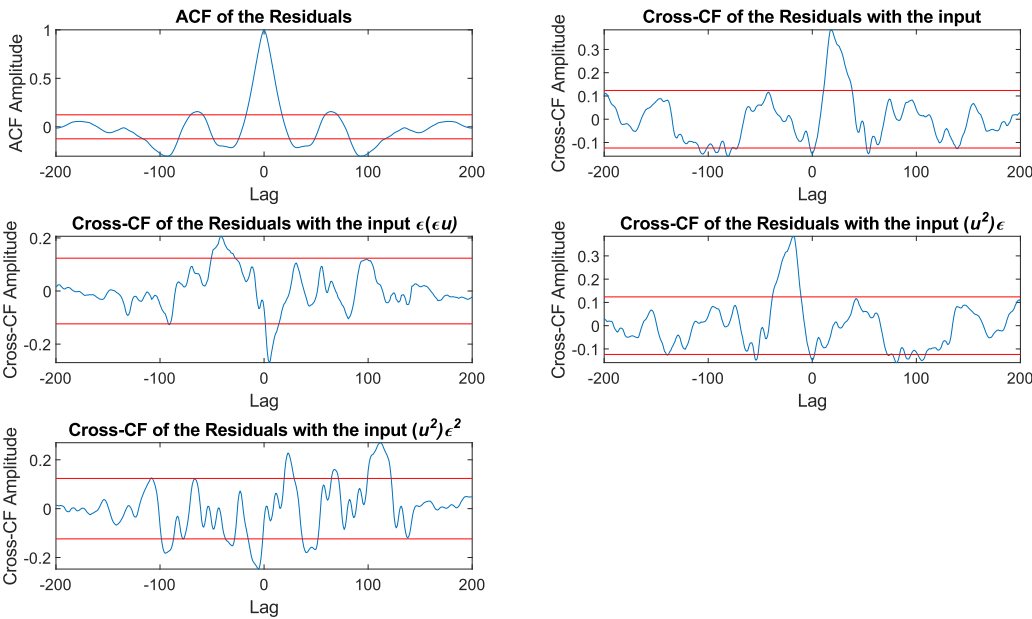 ACF of the Residuals
ACF Amplitude
1
0.5
0
-200 -100 0 100 200
Lag
Cross-CF of the Residuals with the input
Cross-CF Amplitude
0.3
0.1
0
-0.1
-200 -100 0 100 200
Lag
Cross-CF of the Residuals with the input ϵ(ϵu)
Cross-CF Amplitude
0.2
0
-0.2
-200 -100 0 100 200
Lag
Cross-CF of the Residuals with the input (u²)ϵ
Cross-CF Amplitude
0.3
0.1
0
-0.1
-200 -100 0 100 200
Lag
Cross-CF of the Residuals with the input (u²)ϵ²
Cross-CF Amplitude
0.2
0
-0.2
-200 -100 0 100 200
Lag